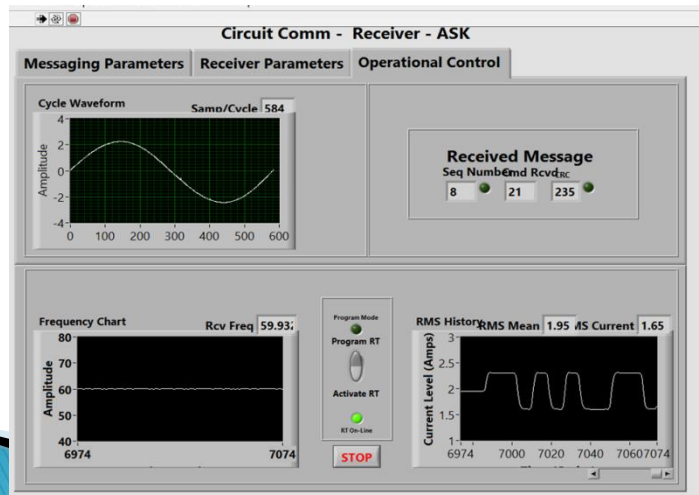 Circuit Comm - Receiver - ASK
Messaging Parameters Receiver Parameters Operational Control
Cycle Waveform Samp/Cycle 584
Amplitude
4
2
0
-2
-4
0 100 200 300 400 500 600
Received Message
Seq Number Cmd Rcvd CRC
8 21 235
Frequency Chart Rcv Freq 59.932
Amplitude
80
70
60
50
40
6974 7074
Program Mode
Program RT
Activate RT
RT On-Line
STOP
RMS History RMS Mean 1.95 MS Current 1.65
Current Level (Amps)
3
2.5
2
1.5
1
6974 7000 7020 7040 7060 7074